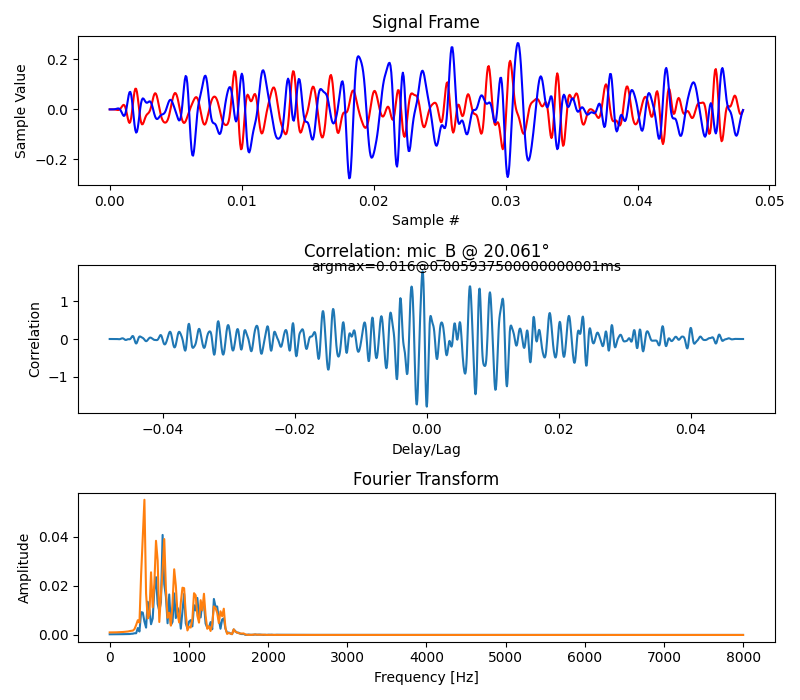 Signal Frame
0.2
0.0
−0.2
Sample Value
0.00 0.01 0.02 0.03 0.04 0.05
Sample #
Correlation: mic_B @ 20.061°
argmax=0.016@0.005937500000000001ms
1
0
−1
Correlation
−0.04 −0.02 0.00 0.02 0.04
Delay/Lag
Fourier Transform
0.04
0.02
0.00
Amplitude
0 1000 2000 3000 4000 5000 6000 7000 8000
Frequency [Hz]